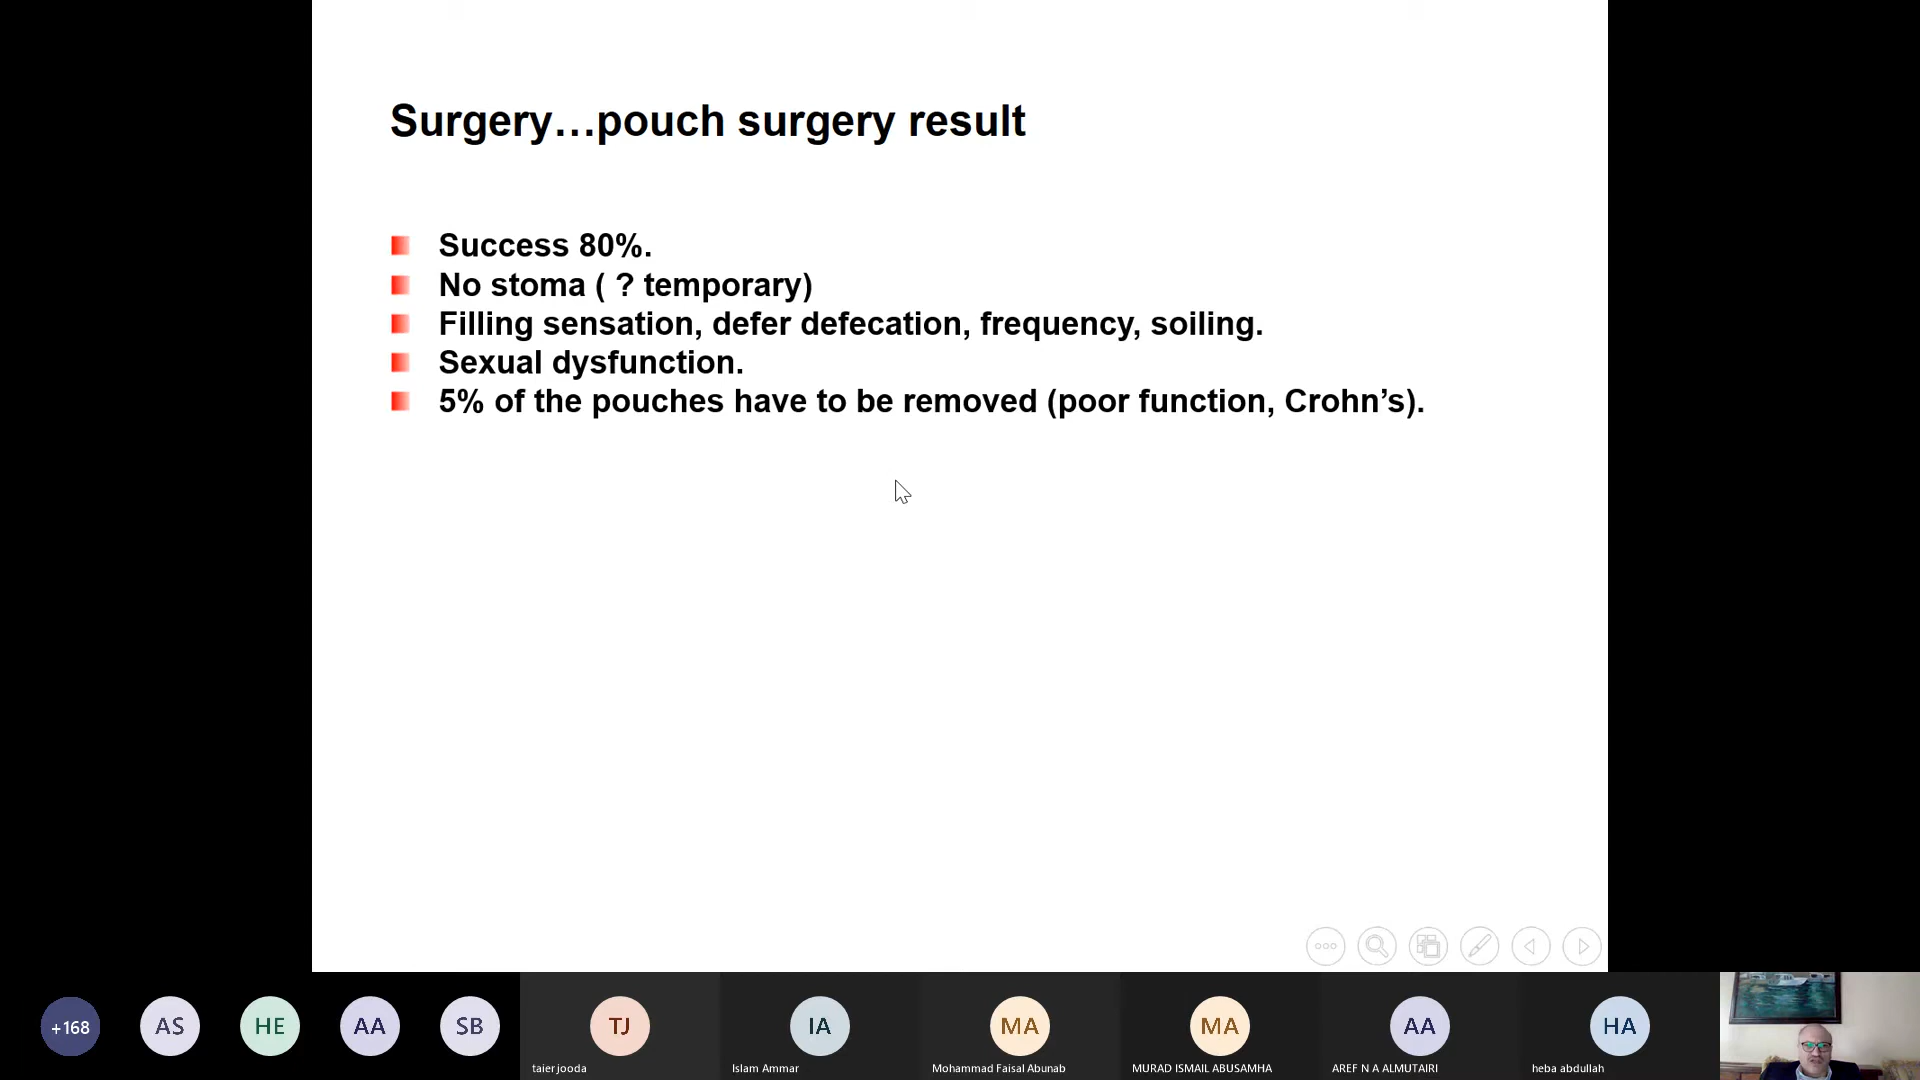 Surgery…pouch surgery result
Success 80%.
No stoma ( ? temporary)
Filling sensation, defer defecation, frequency, soiling.
Sexual dysfunction.
5% of the pouches have to be removed (poor function, Crohn’s).
+168
AS
HE
AA
SB
TJ
IA
MA
MA
AA
HA
taier jooda
Islam Ammar
Mohammad Faisal Abunab
MURAD ISMAIL ABUSAMHA
AREF N A ALMUTAIRI
heba abdullah